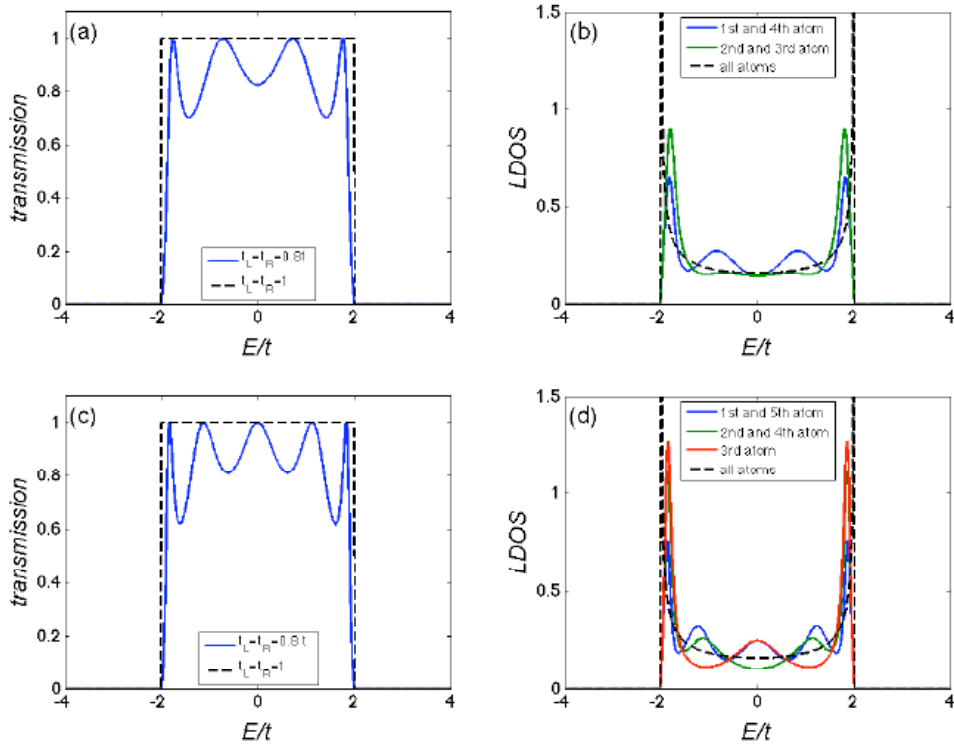 (a)
transmission
1
0.8
0.6
0.4
0.2
0
t_L=t_R=0.8t
t_L=t_R=1
-4
-2
0
2
4
E/t
(b)
LDOS
1.5
1
0.5
0
1st and 4th atom
2nd and 3rd atom
all atoms
-4
-2
0
2
4
E/t
(c)
transmission
1
0.8
0.6
0.4
0.2
0
t_L=t_R=0.8 t
t_L=t_R=1
-4
-2
0
2
4
E/t
(d)
LDOS
1.5
1
0.5
0
1st and 5th atom
2nd and 4th atom
3rd atom
all atoms
-4
-2
0
2
4
E/t